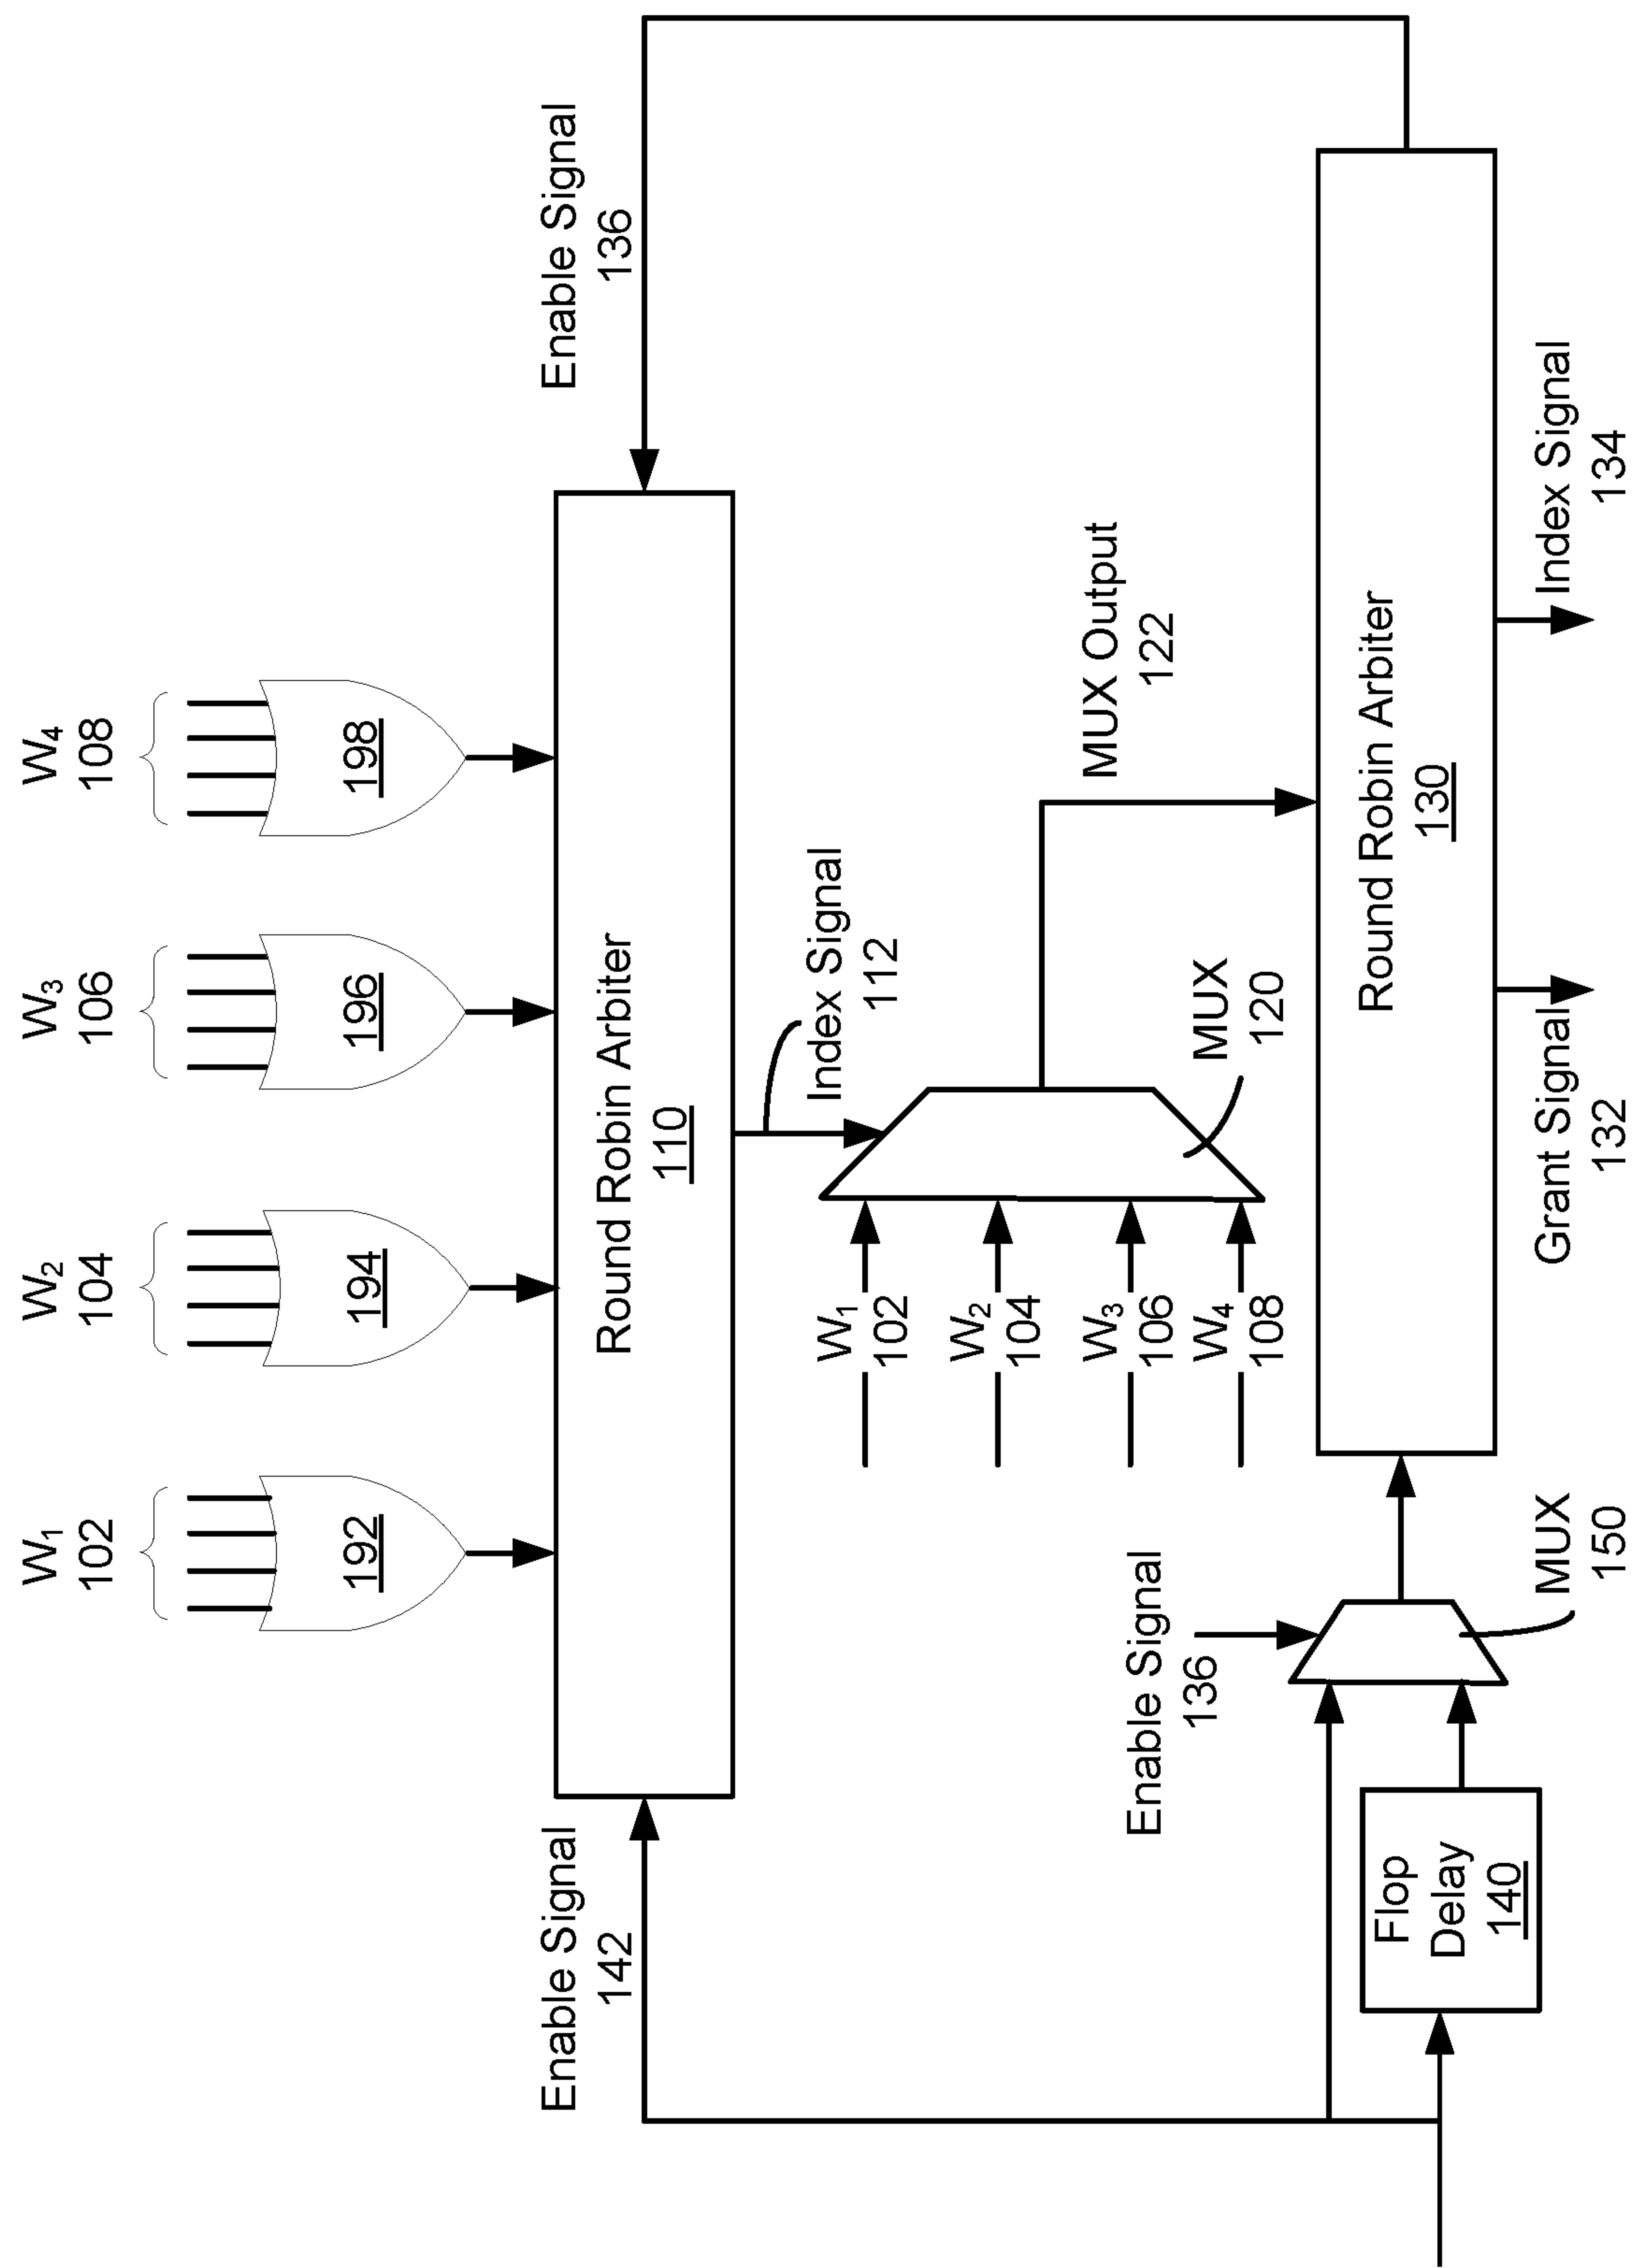 W1
102
W2
104
W3
106
W4
108
192
194
196
198
Enable Signal
142
Enable Signal
136
Round Robin Arbiter
110
Index Signal
112
W1
102
W2
104
W3
106
W4
108
MUX
120
MUX Output
122
Enable Signal
136
Flop
Delay
140
MUX
150
Round Robin Arbiter
130
Grant Signal
132
Index Signal
134